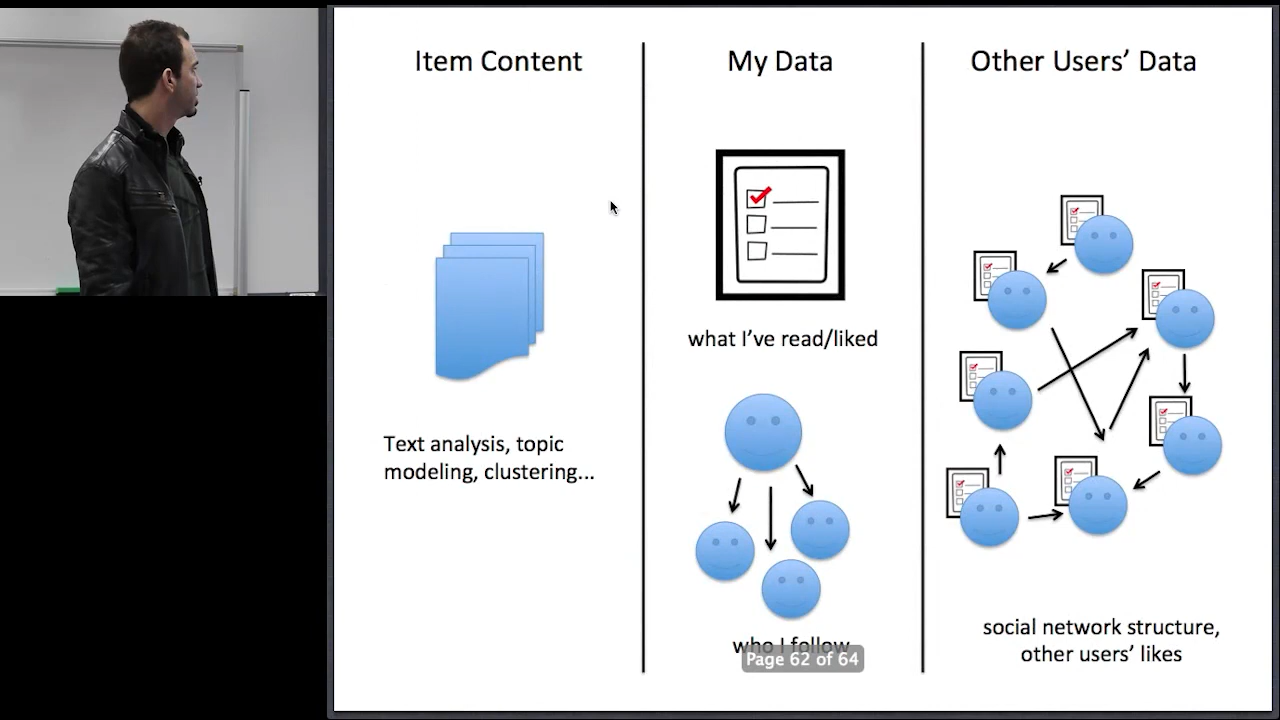 Item Content
Text analysis, topic
modeling, clustering...
My Data
what I've read/liked
who I follow
Page 62 of 64
Other Users' Data
social network structure,
other users' likes